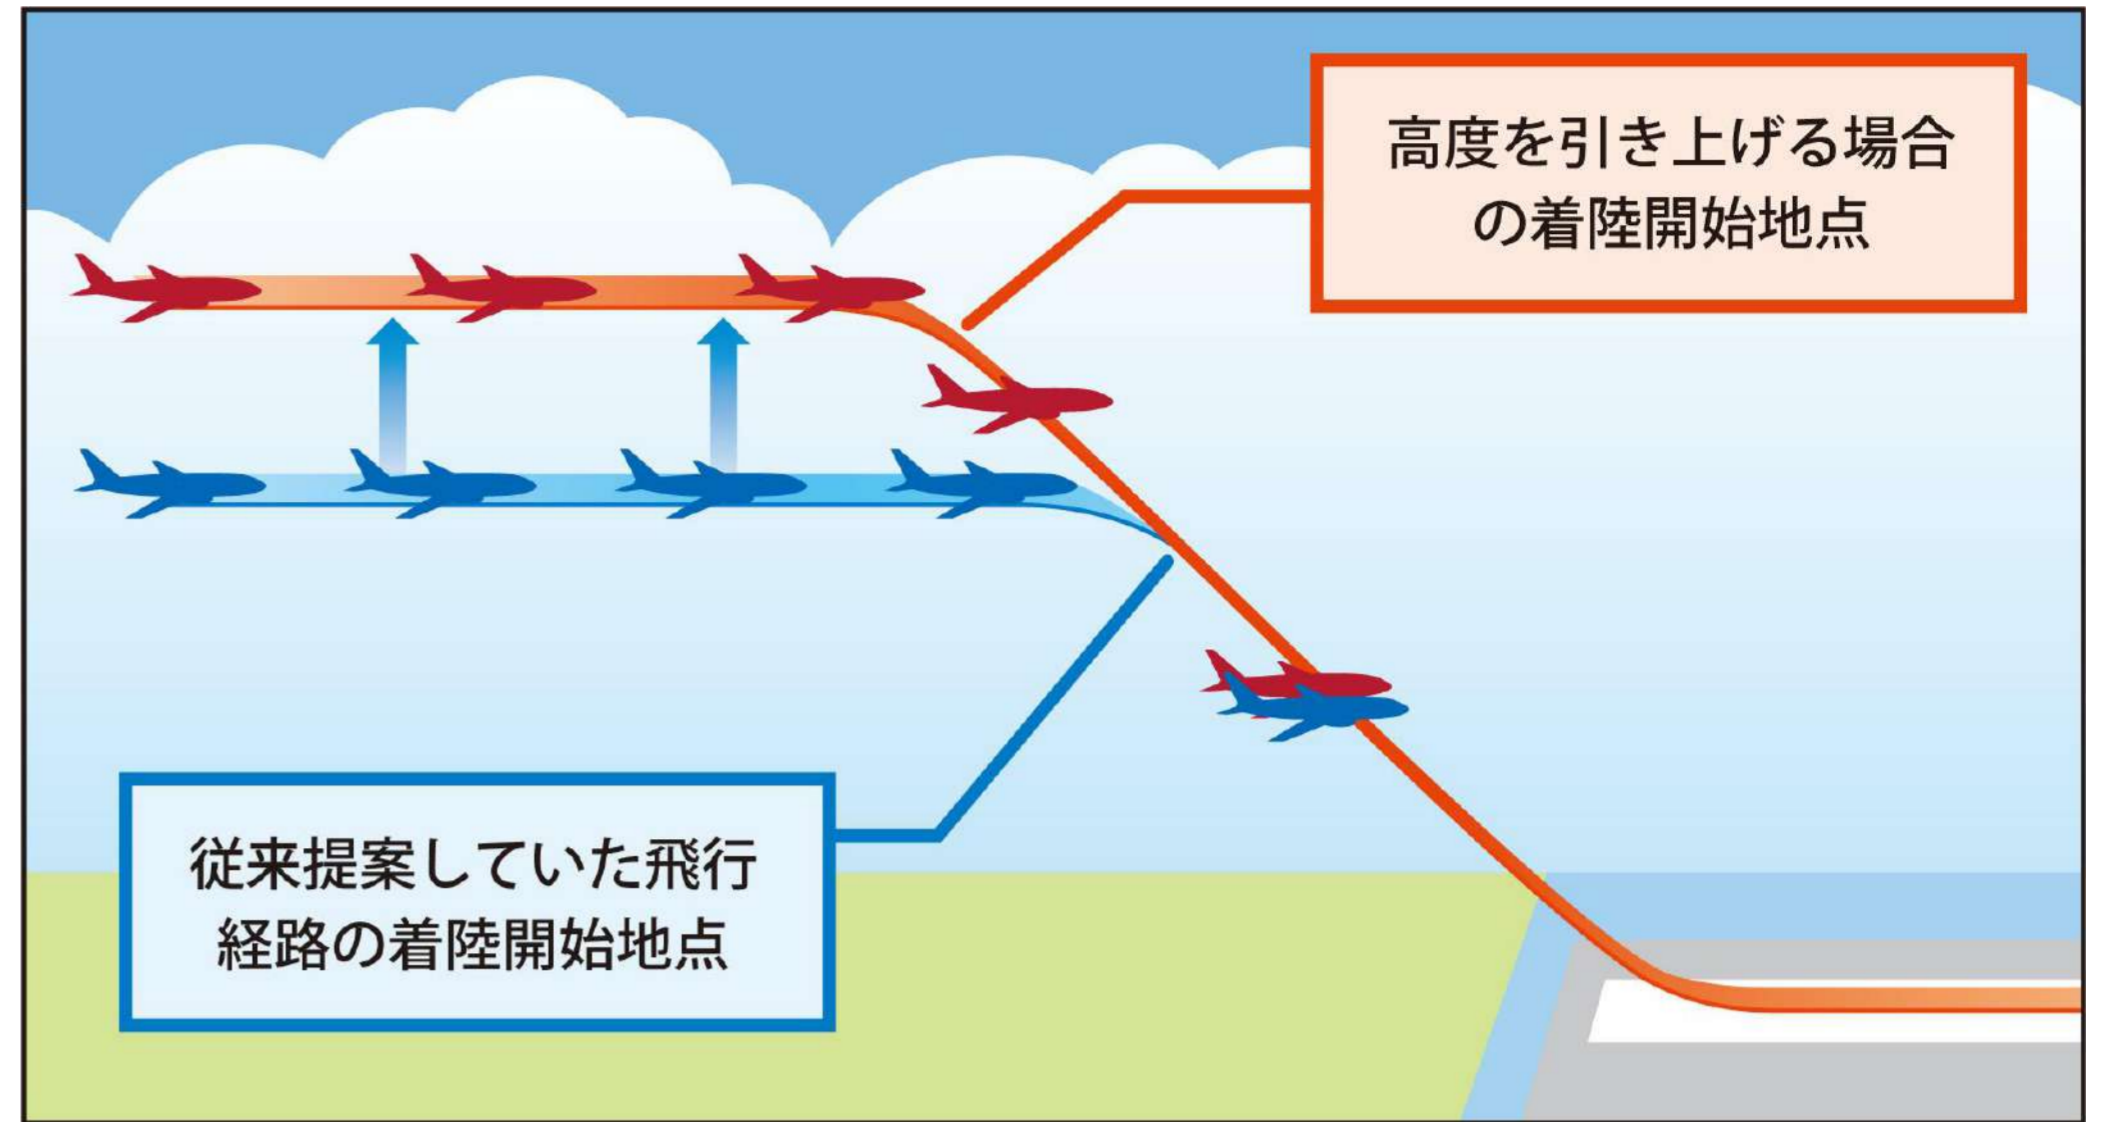 高度を引き上げる場合
の着陸開始地点
従来提案していた飛行
経路の着陸開始地点